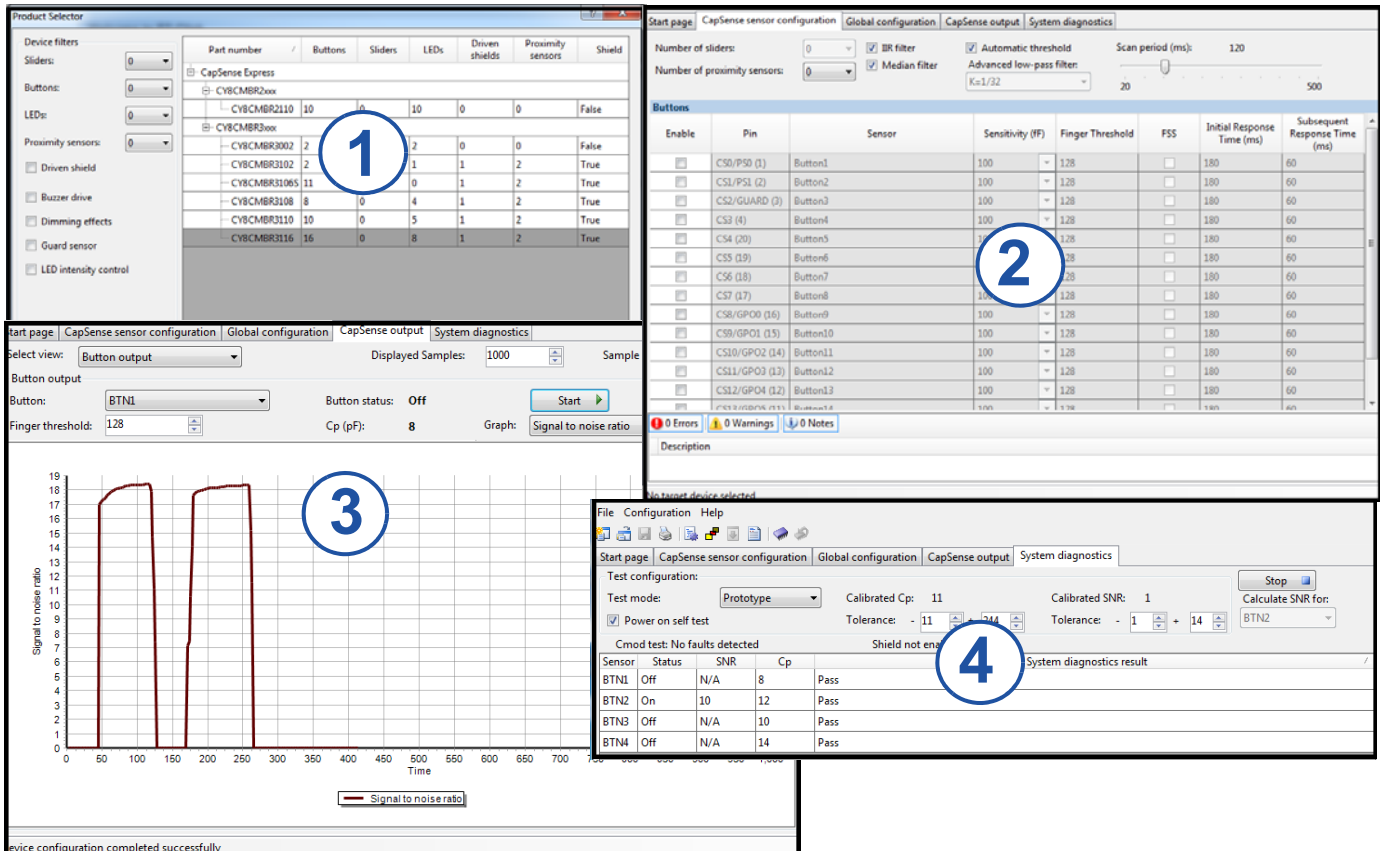 Product Selector
Device filters
Sliders: 0
Buttons: 0
LEDs: 0
Proximity sensors: 0
Driven shield
Buzzer drive
Dimming effects
Guard sensor
LED intensity control
Part number / Buttons Sliders LEDs Driven shields Proximity sensors Shield
CapSense Express
CY8CMBR2xxx
CY8CMBR2110 10 0 10 0 0 False
CY8CMBR3xxx
CY8CMBR3002 2 2 0 0 False
CY8CMBR3102 2 1 1 2 True
CY8CMBR3106S 11 0 1 2 True
CY8CMBR3108 8 0 4 1 2 True
CY8CMBR3110 10 0 5 1 2 True
CY8CMBR3116 16 0 8 1 2 True
1
Start page CapSense sensor configuration Global configuration CapSense output System diagnostics
Number of sliders: 0 IIR filter Automatic threshold Scan period (ms): 120
Number of proximity sensors: 0 Median filter Advanced low-pass filter:
K=1/32 20 500
Buttons
Enable Pin Sensor Sensitivity (fF) Finger Threshold FSS Initial Response Time (ms) Subsequent Response Time (ms)
CS0/PS0 (1) Button1 100 128 180 60
CS1/PS1 (2) Button2 100 128 180 60
CS2/GUARD (3) Button3 100 128 180 60
CS3 (4) Button4 100 128 180 60
CS4 (20) Button5 128 180 60
CS5 (19) Button6 128 180 60
CS6 (18) Button7 128 180 60
CS7 (17) Button8 100 128 180 60
CS8/GPO0 (16) Button9 100 128 180 60
CS9/GPO1 (15) Button10 100 128 180 60
CS10/GPO2 (14) Button11 100 128 180 60
CS11/GPO3 (13) Button12 100 128 180 60
CS12/GPO4 (12) Button13 100 128 180 60
CS13/GPO5 (11) Button14 100 128 180 60
2
0 Errors 0 Warnings 0 Notes
Description
No target device selected
Start page CapSense sensor configuration Global configuration CapSense output System diagnostics
Select view: Button output Displayed Samples: 1000 Sample
Button output
Button: BTN1 Button status: Off Start
Finger threshold: 128 Cp (pF): 8 Graph: Signal to noise ratio
3
Signal to noise ratio
19
18
17
16
15
14
13
12
11
10
9
8
7
6
5
4
3
2
1
0
0 50 100 150 200 250 300 350 400 450 500 550 600 650 700
Time
Signal to noise ratio
device configuration completed successfully
File Configuration Help
Start page CapSense sensor configuration Global configuration CapSense output System diagnostics
Test configuration: Stop
Test mode: Prototype Calibrated Cp: 11 Calibrated SNR: 1 Calculate SNR for:
Power on self test Tolerance: - 11 + 244 Tolerance: - 1 + 14 BTN2
Cmod test: No faults detected Shield not
Sensor Status SNR Cp System diagnostics result /
BTN1 Off N/A 8 Pass
BTN2 On 10 12 Pass
BTN3 Off N/A 10 Pass
BTN4 Off N/A 14 Pass
4